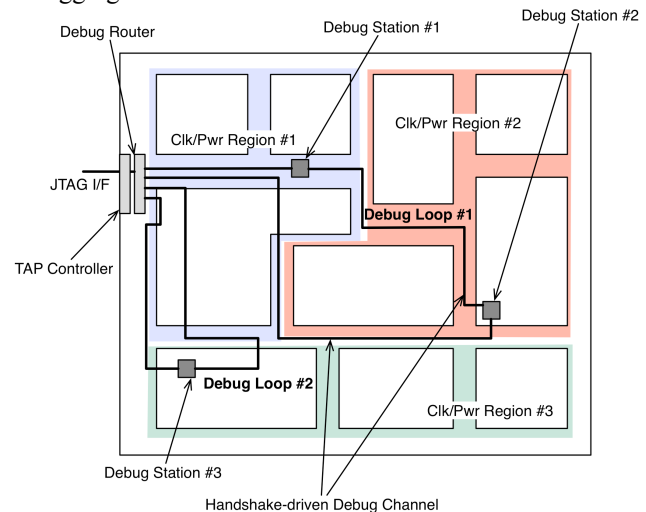 Debug Station #2
Debug Station #1
Debug Router
Clk/Pwr Region #1
Clk/Pwr Region #2
JTAG I/F
Debug Loop #1
TAP Controller
Debug Loop #2
Clk/Pwr Region #3
Debug Station #3
Handshake-driven Debug Channel